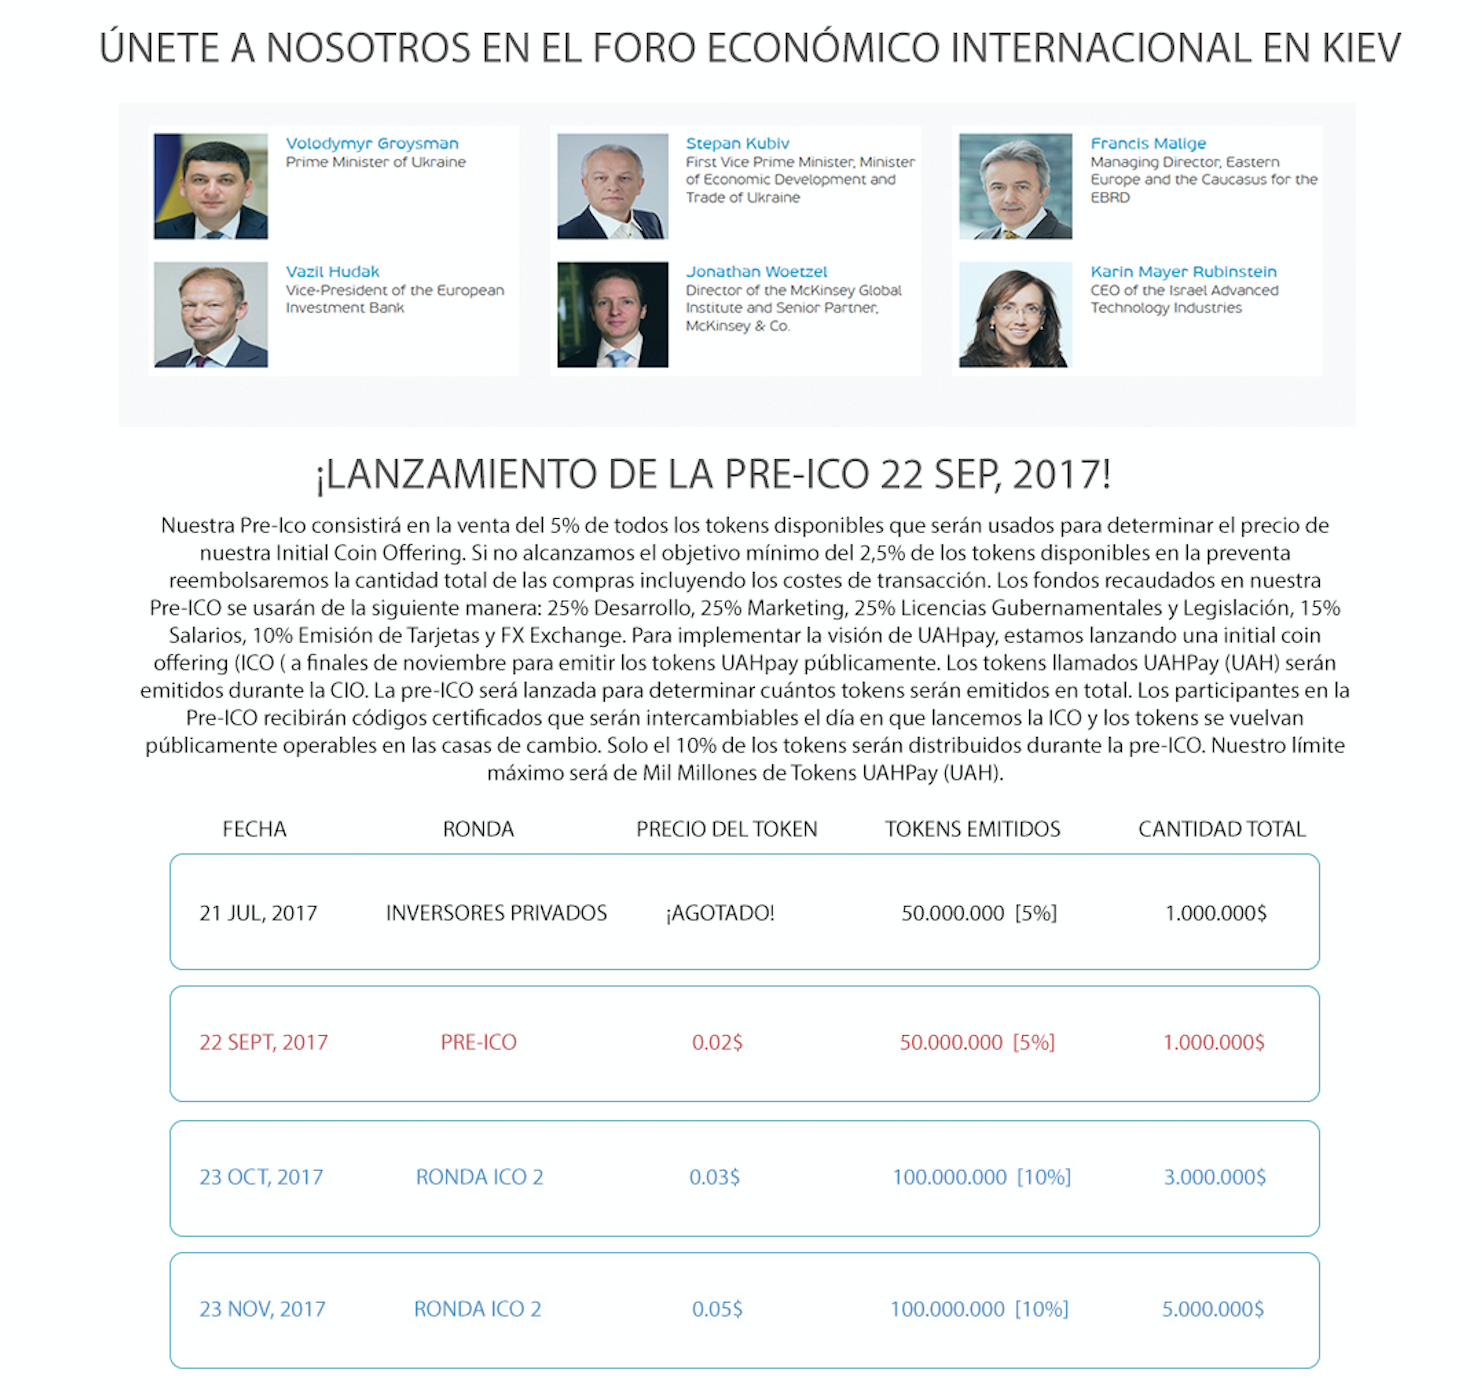 ÚNETE A NOSOTROS EN EL FORO ECONÓMICO INTERNACIONAL EN KIEV
Volodymyr Groysman
Prime Minister of Ukraine
Stepan Kubiv
First Vice Prime Minister, Minister
of Economic Development and
Trade of Ukraine
Francis Malige
Managing Director, Eastern
Europe and the Caucasus for the
EBRD
Vazil Hudak
Vice-President of the European
Investment Bank
Jonathan Woetzel
Director of the McKinsey Global
Institute and Senior Partner,
McKinsey & Co.
Karin Mayer Rubinstein
CEO of the Israel Advanced
Technology Industries
¡LANZAMIENTO DE LA PRE-ICO 22 SEP, 2017!
Nuestra Pre-Ico consistirá en la venta del 5% de todos los tokens disponibles que serán usados para determinar el precio de
nuestra Initial Coin Offering. Si no alcanzamos el objetivo mínimo del 2,5% de los tokens disponibles en la preventa
reembolsaremos la cantidad total de las compras incluyendo los costes de transacción. Los fondos recaudados en nuestra
Pre-ICO se usarán de la siguiente manera: 25% Desarrollo, 25% Marketing, 25% Licencias Gubernamentales y Legislación, 15%
Salarios, 10% Emisión de Tarjetas y FX Exchange. Para implementar la visión de UAHpay, estamos lanzando una initial coin
offering (ICO ( a finales de noviembre para emitir los tokens UAHpay públicamente. Los tokens llamados UAHPay (UAH) serán
emitidos durante la CIO. La pre-ICO será lanzada para determinar cuántos tokens serán emitidos en total. Los participantes en la
Pre-ICO recibirán códigos certificados que serán intercambiables el día en que lancemos la ICO y los tokens se vuelvan
públicamente operables en las casas de cambio. Solo el 10% de los tokens serán distribuidos durante la pre-ICO. Nuestro límite
máximo será de Mil Millones de Tokens UAHPay (UAH).
FECHA RONDA PRECIO DEL TOKEN TOKENS EMITIDOS CANTIDAD TOTAL
21 JUL, 2017 INVERSORES PRIVADOS ¡AGOTADO! 50.000.000 [5%] 1.000.000$
22 SEPT, 2017 PRE-ICO 0.02$ 50.000.000 [5%] 1.000.000$
23 OCT, 2017 RONDA ICO 2 0.03$ 100.000.000 [10%] 3.000.000$
23 NOV, 2017 RONDA ICO 2 0.05$ 100.000.000 [10%] 5.000.000$